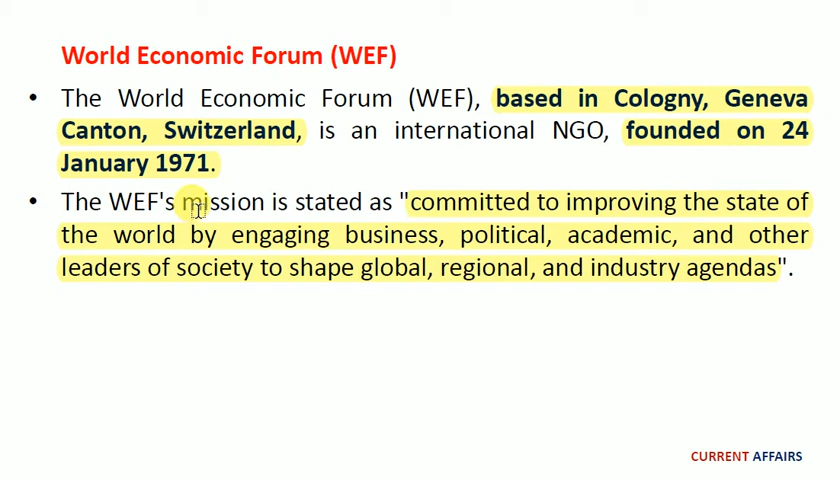 World Economic Forum (WEF)
• The World Economic Forum (WEF), based in Cologny, Geneva
Canton, Switzerland, is an international NGO, founded on 24
January 1971.
• The WEF's mission is stated as "committed to improving the state of
the world by engaging business, political, academic, and other
leaders of society to shape global, regional, and industry agendas".
CURRENT AFFAIRS